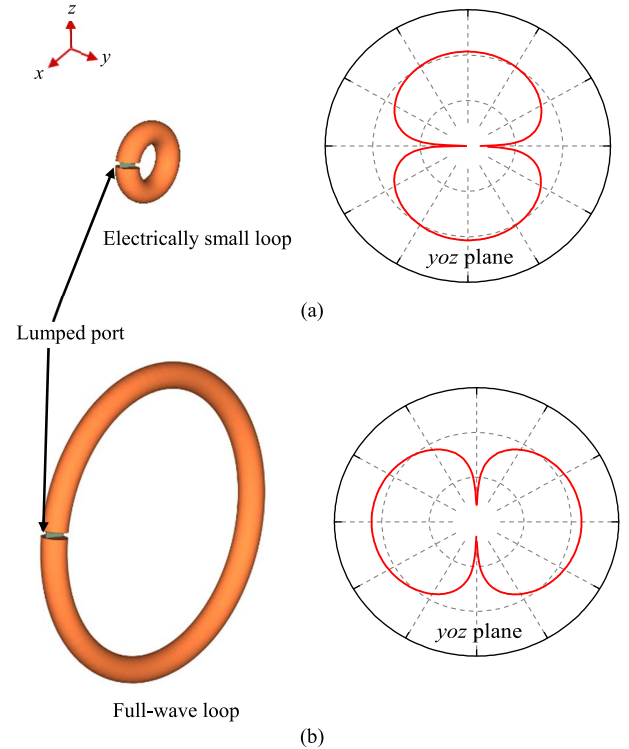 z
x
y
Electrically small loop
yoz plane
(a)
Lumped port
yoz plane
Full-wave loop
(b)